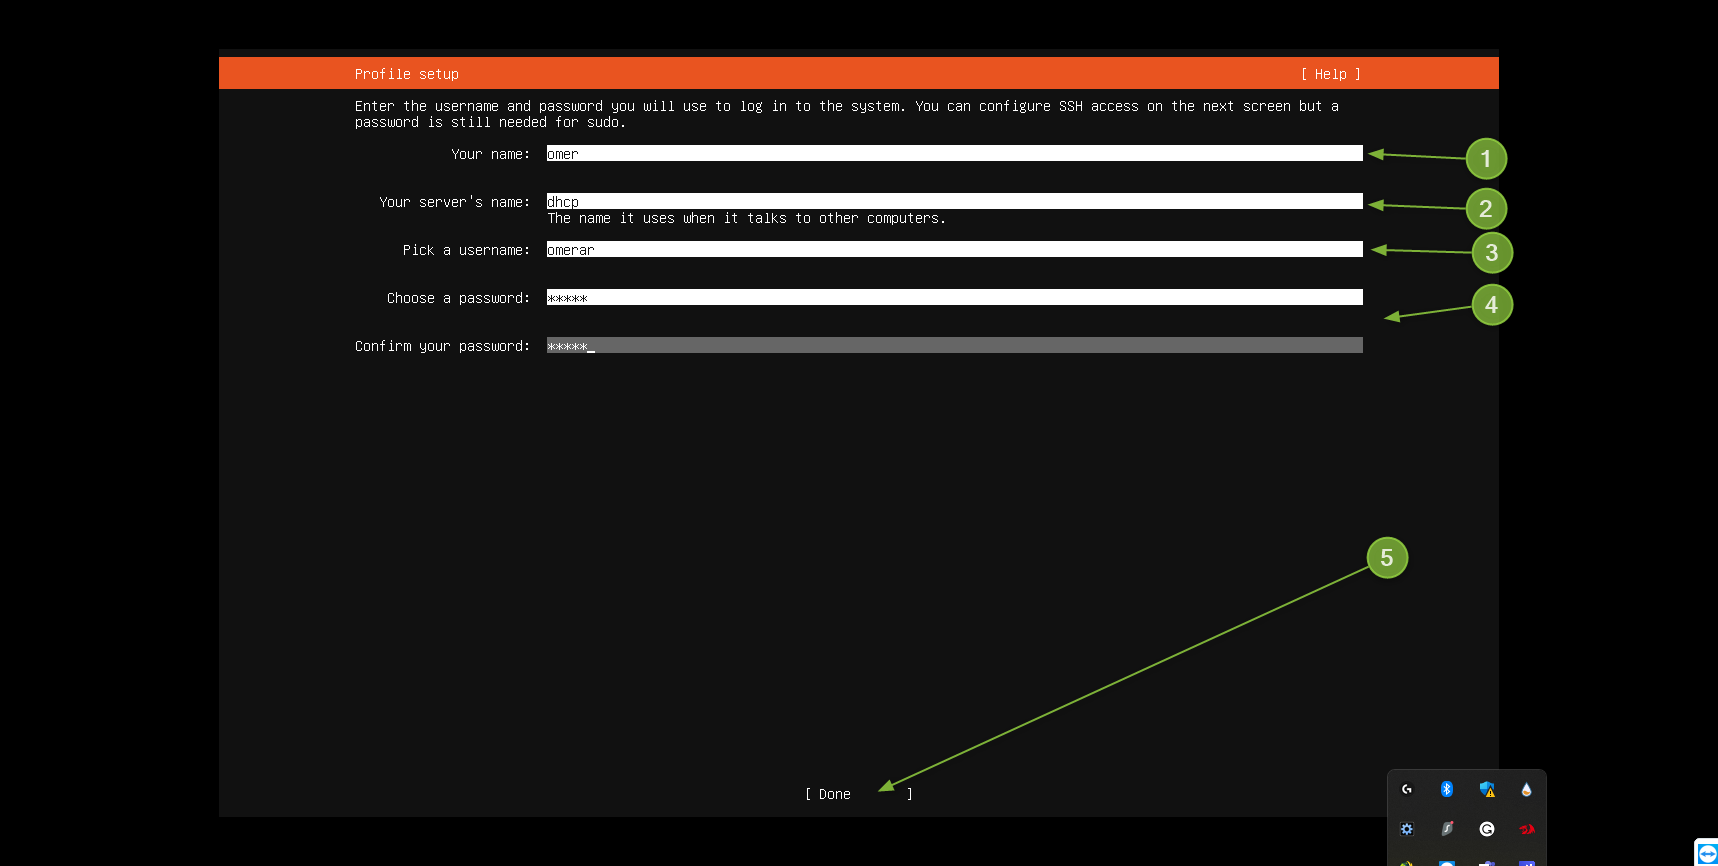 Profile setup [ Help ]
Enter the username and password you will use to log in to the system. You can configure SSH access on the next screen but a
password is still needed for sudo.
Your name: omer
1
Your server's name: dhcp
2
The name it uses when it talks to other computers.
Pick a username: omerar
3
Choose a password: *****
4
Confirm your password: *****_
5
[ Done ]